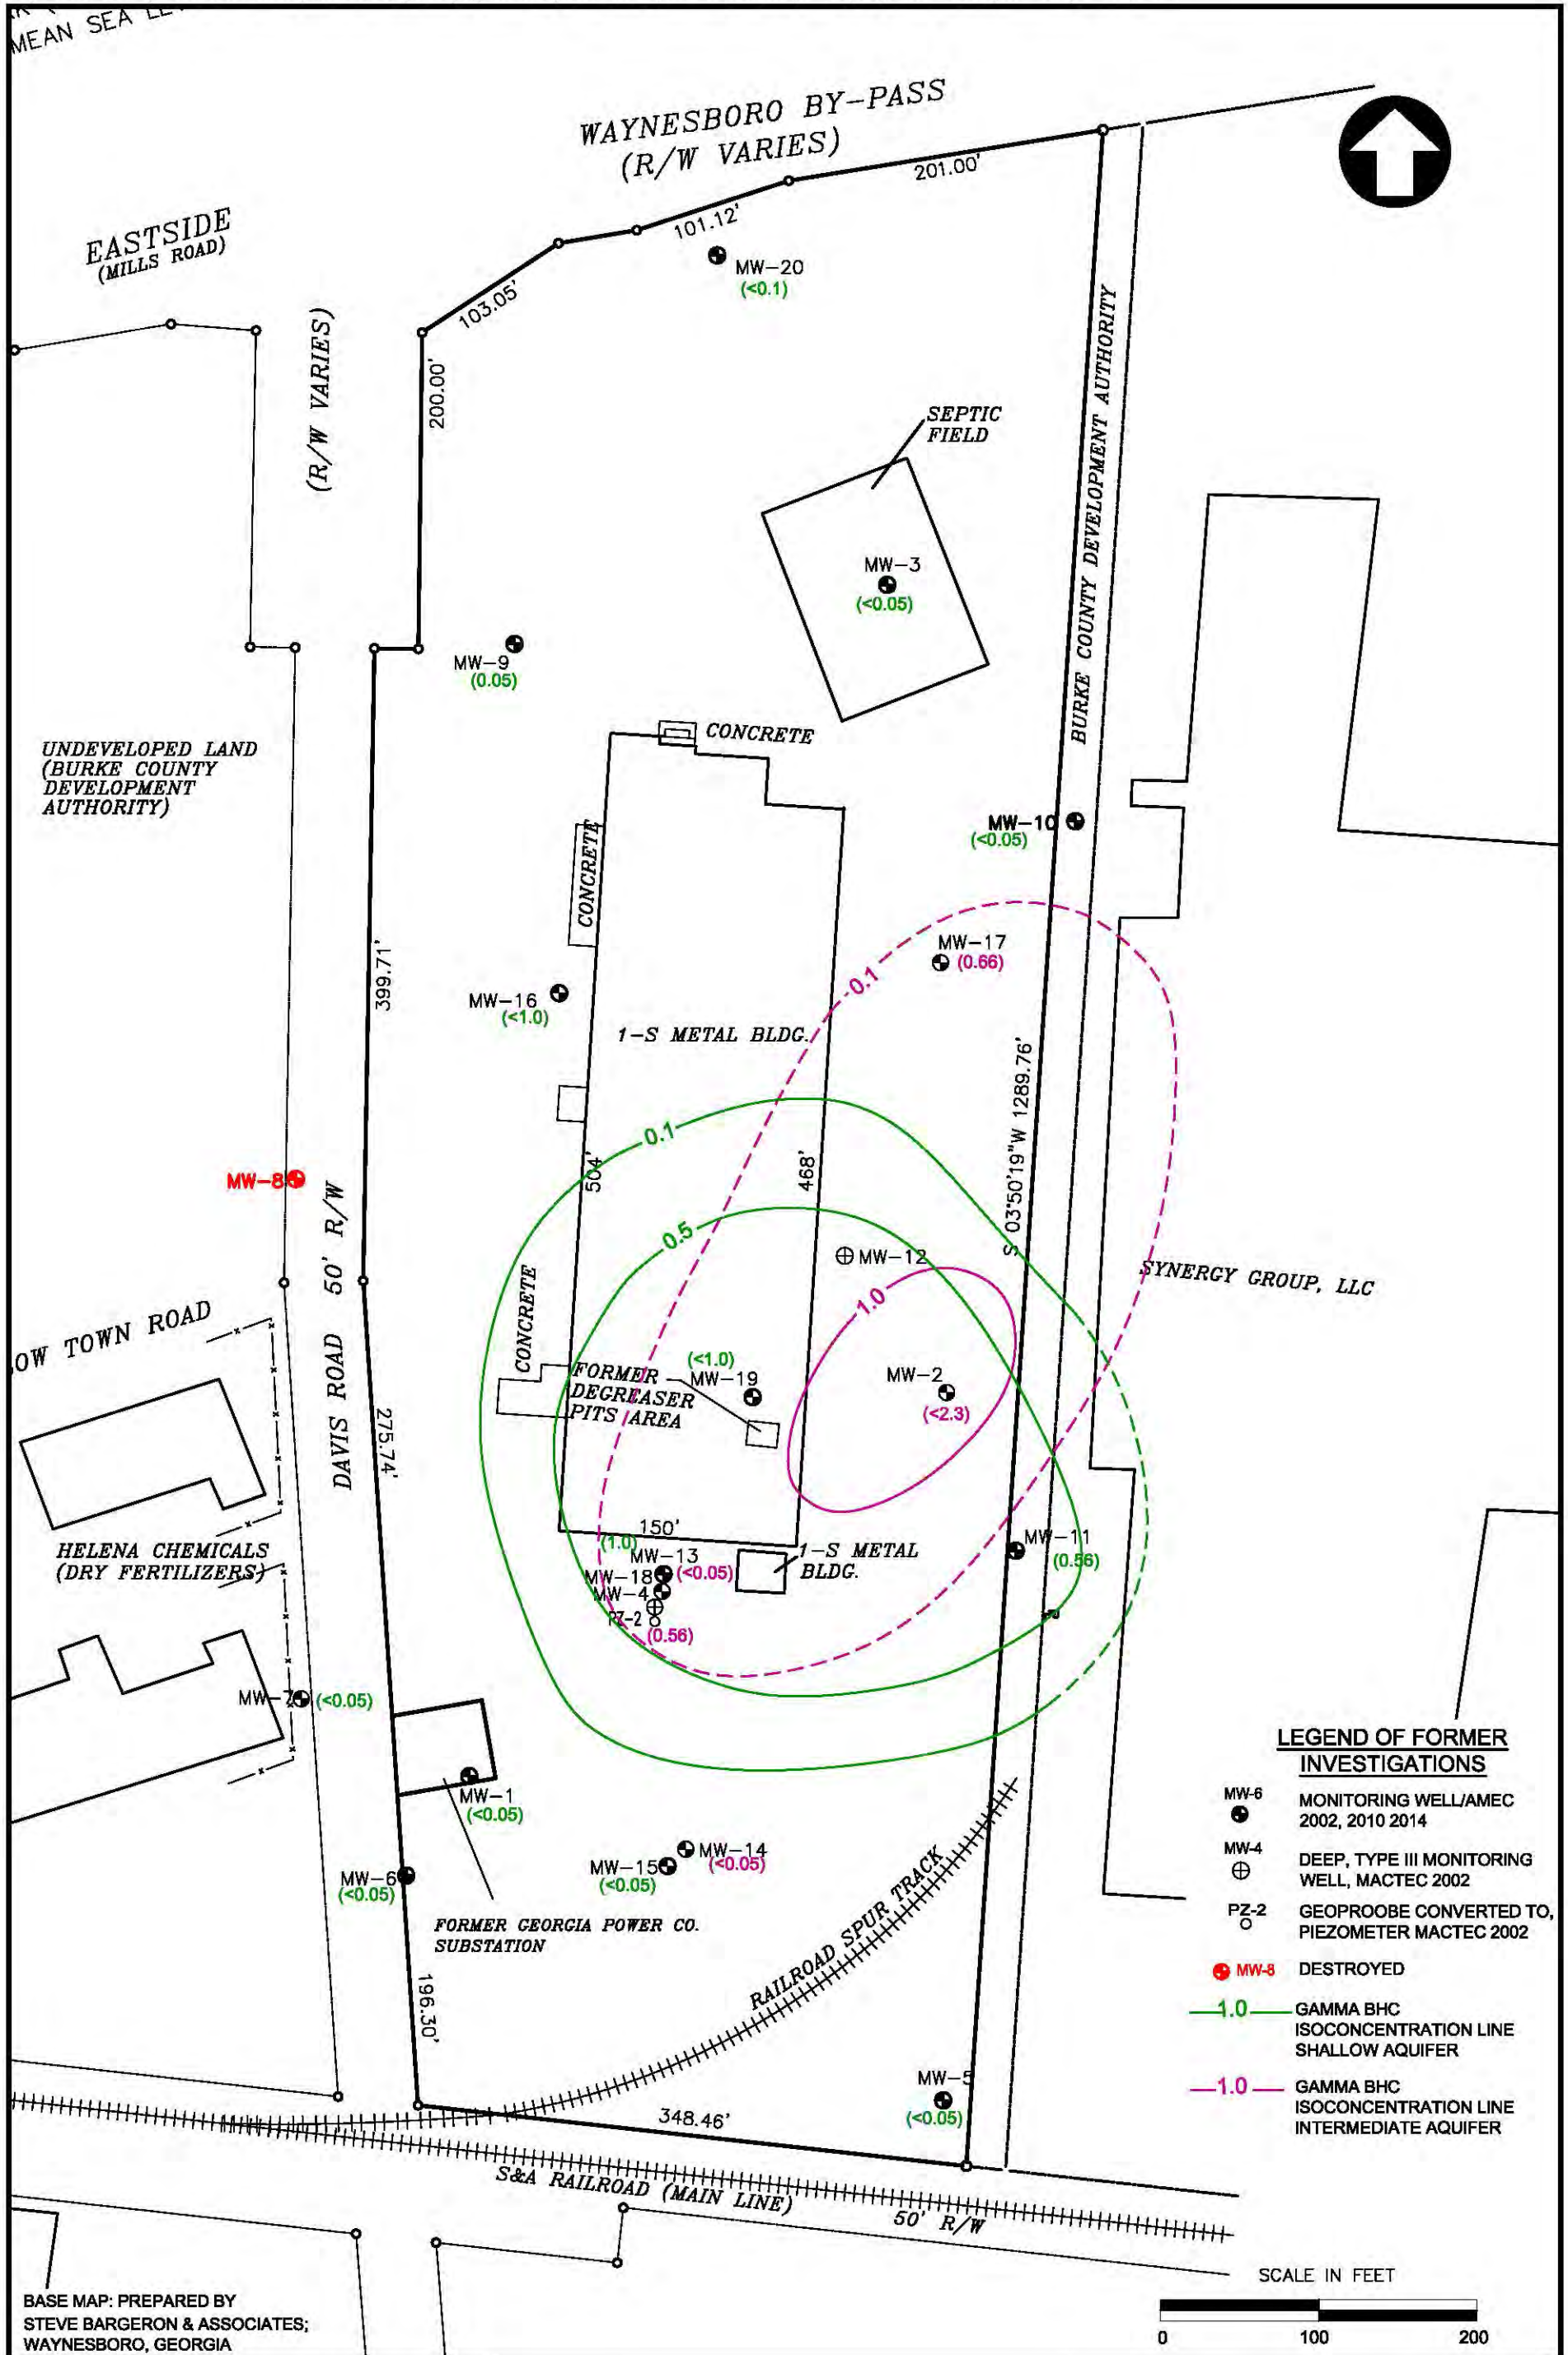 MEAN SEA
WAYNESBORO BY-PASS
(R/W VARIES)
201.00'
101.12'
103.05'
200.00'
EASTSIDE
(MILLS ROAD)
(R/W VARIES)
MW-20
(<0.1)
SEPTIC
FIELD
BURKE COUNTY DEVELOPMENT AUTHORITY
MW-3
(<0.05)
MW-9
(0.05)
UNDEVELOPED LAND
(BURKE COUNTY
DEVELOPMENT
AUTHORITY)
CONCRETE
CONCRETE
MW-10
(<0.05)
399.71'
MW-17
(0.66)
0.1
MW-16
(<1.0)
1-S METAL BLDG.
S 03°50'19"W 1289.76'
0.1
504'
468'
MW-8
DAVIS ROAD 50' R/W
0.5
MW-12
SYNERGY GROUP, LLC
1.0
OW TOWN ROAD
CONCRETE
FORMER
DEGREASER
PITS AREA
(<1.0)
MW-19
MW-2
(<2.3)
275.74'
150'
(1.0)
MW-13
MW-18
(<0.05)
MW-4
PZ-2
(0.56)
1-S METAL
BLDG.
MW-11
(0.56)
HELENA CHEMICALS
(DRY FERTILIZERS)
MW-7
(<0.05)
MW-1
(<0.05)
MW-6
(<0.05)
MW-14
(<0.05)
MW-15
(<0.05)
FORMER GEORGIA POWER CO.
SUBSTATION
RAILROAD SPUR TRACK
196.30'
MW-5
(<0.05)
348.46'
S&A RAILROAD (MAIN LINE)
50' R/W
LEGEND OF FORMER
INVESTIGATIONS
MW-6
MONITORING WELL/AMEC
2002, 2010 2014
MW-4
DEEP, TYPE III MONITORING
WELL, MACTEC 2002
PZ-2
GEOPROOBE CONVERTED TO,
PIEZOMETER MACTEC 2002
MW-8
DESTROYED
1.0
GAMMA BHC
ISOCONCENTRATION LINE
SHALLOW AQUIFER
1.0
GAMMA BHC
ISOCONCENTRATION LINE
INTERMEDIATE AQUIFER
SCALE IN FEET
0 100 200
BASE MAP: PREPARED BY
STEVE BARGERON & ASSOCIATES;
WAYNESBORO, GEORGIA